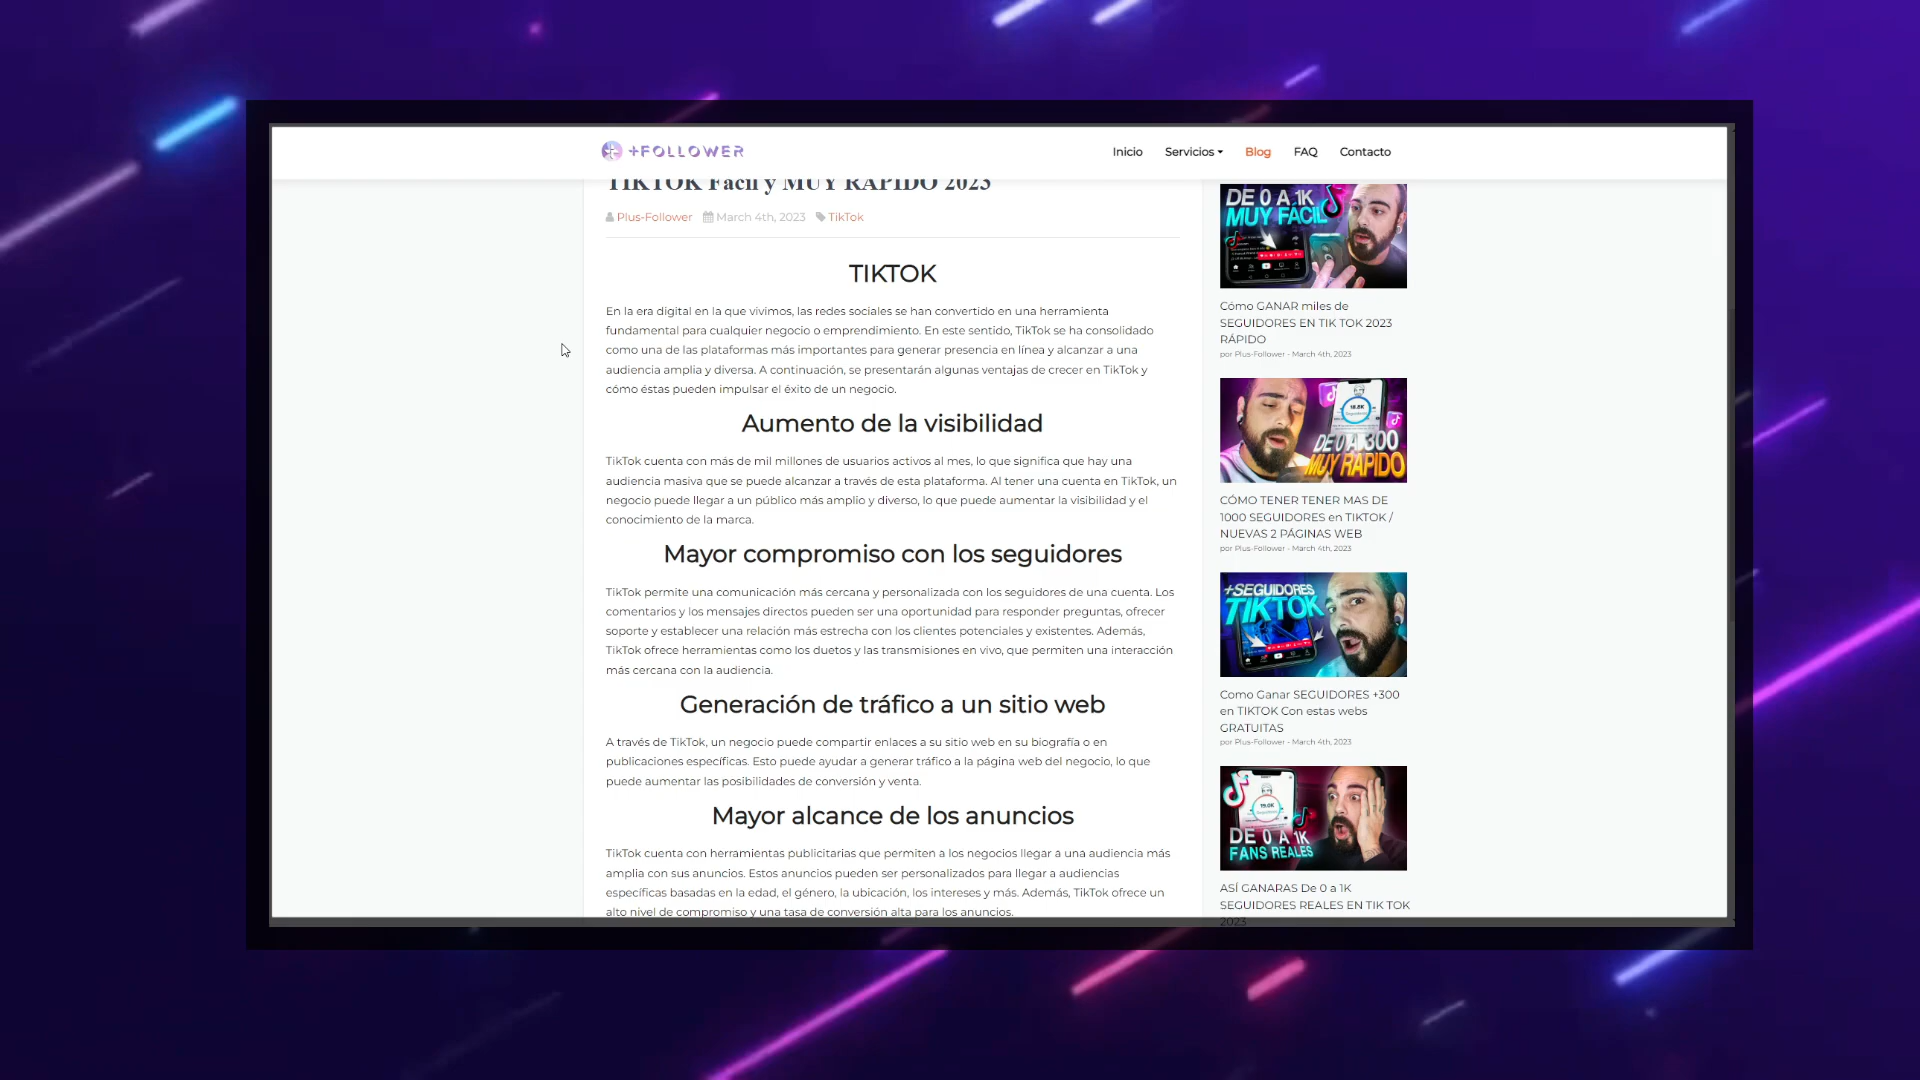 +FOLLOWER
Inicio
Servicios
Blog
FAQ
Contacto
TIKTOK Fácil y MUY RÁPIDO 2023
Plus-Follower
March 4th, 2023
TikTok
TIKTOK
En la era digital en la que vivimos, las redes sociales se han convertido en una herramienta
fundamental para cualquier negocio o emprendimiento. En este sentido, TikTok se ha consolidado
como una de las plataformas más importantes para generar presencia en línea y alcanzar a una
audiencia amplia y diversa. A continuación, se presentarán algunas ventajas de crecer en TikTok y
cómo éstas pueden impulsar el éxito de un negocio.
Aumento de la visibilidad
TikTok cuenta con más de mil millones de usuarios activos al mes, lo que significa que hay una
audiencia masiva que se puede alcanzar a través de esta plataforma. Al tener una cuenta en TikTok, un
negocio puede llegar a un público más amplio y diverso, lo que puede aumentar la visibilidad y el
conocimiento de la marca.
Mayor compromiso con los seguidores
TikTok permite una comunicación más cercana y personalizada con los seguidores de una cuenta. Los
comentarios y los mensajes directos pueden ser una oportunidad para responder preguntas, ofrecer
soporte y establecer una relación más estrecha con los clientes potenciales y existentes. Además,
TikTok ofrece herramientas como los duetos y las transmisiones en vivo, que permiten una interacción
más cercana con la audiencia.
Generación de tráfico a un sitio web
A través de TikTok, un negocio puede compartir enlaces a su sitio web en su biografía o en
publicaciones específicas. Esto puede ayudar a generar tráfico a la página web del negocio, lo que
puede aumentar las posibilidades de conversión y venta.
Mayor alcance de los anuncios
TikTok cuenta con herramientas publicitarias que permiten a los negocios llegar a una audiencia más
amplia con sus anuncios. Estos anuncios pueden ser personalizados para llegar a audiencias
específicas basadas en la edad, el género, la ubicación, los intereses y más. Además, TikTok ofrece un
alto nivel de compromiso y una tasa de conversión alta para los anuncios.
DE 0 A 1K
MUY FÁCIL
Cómo GANAR miles de
SEGUIDORES EN TIK TOK 2023
RÁPIDO
por Plus-Follower - March 4th, 2023
18.8K
DE 0 A 300
MUY RAPIDO
CÓMO TENER TENER MAS DE
1000 SEGUIDORES en TIKTOK /
NUEVAS 2 PÁGINAS WEB
por Plus-Follower - March 4th, 2023
+SEGUIDORES
TIKTOK
Como Ganar SEGUIDORES +300
en TIKTOK Con estas webs
GRATUITAS
por Plus-Follower - March 4th, 2023
19.0K
DE 0 A 1K
FANS REALES
ASÍ GANARAS De 0 a 1K
SEGUIDORES REALES EN TIK TOK
2023